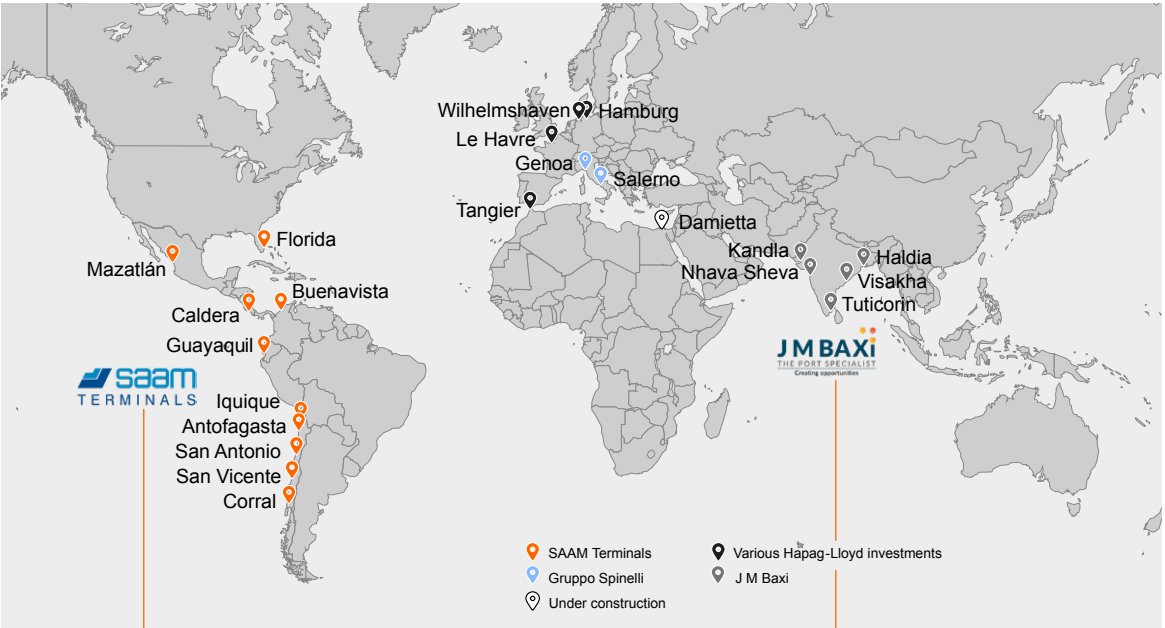 Wilhelmshaven
Hamburg
Le Havre
Genoa
Salerno
Tangier
Damietta
Florida
Mazatlán
Kandla
Haldia
Nhava Sheva
Visakha
Buenavista
Tuticorin
Caldera
Guayaquil
J M BAXi
THE PORT SPECIALIST
Creating opportunities
saam
TERMINALS
Iquique
Antofagasta
San Antonio
San Vicente
Corral
SAAM Terminals
Various Hapag-Lloyd investments
Gruppo Spinelli
J M Baxi
Under construction